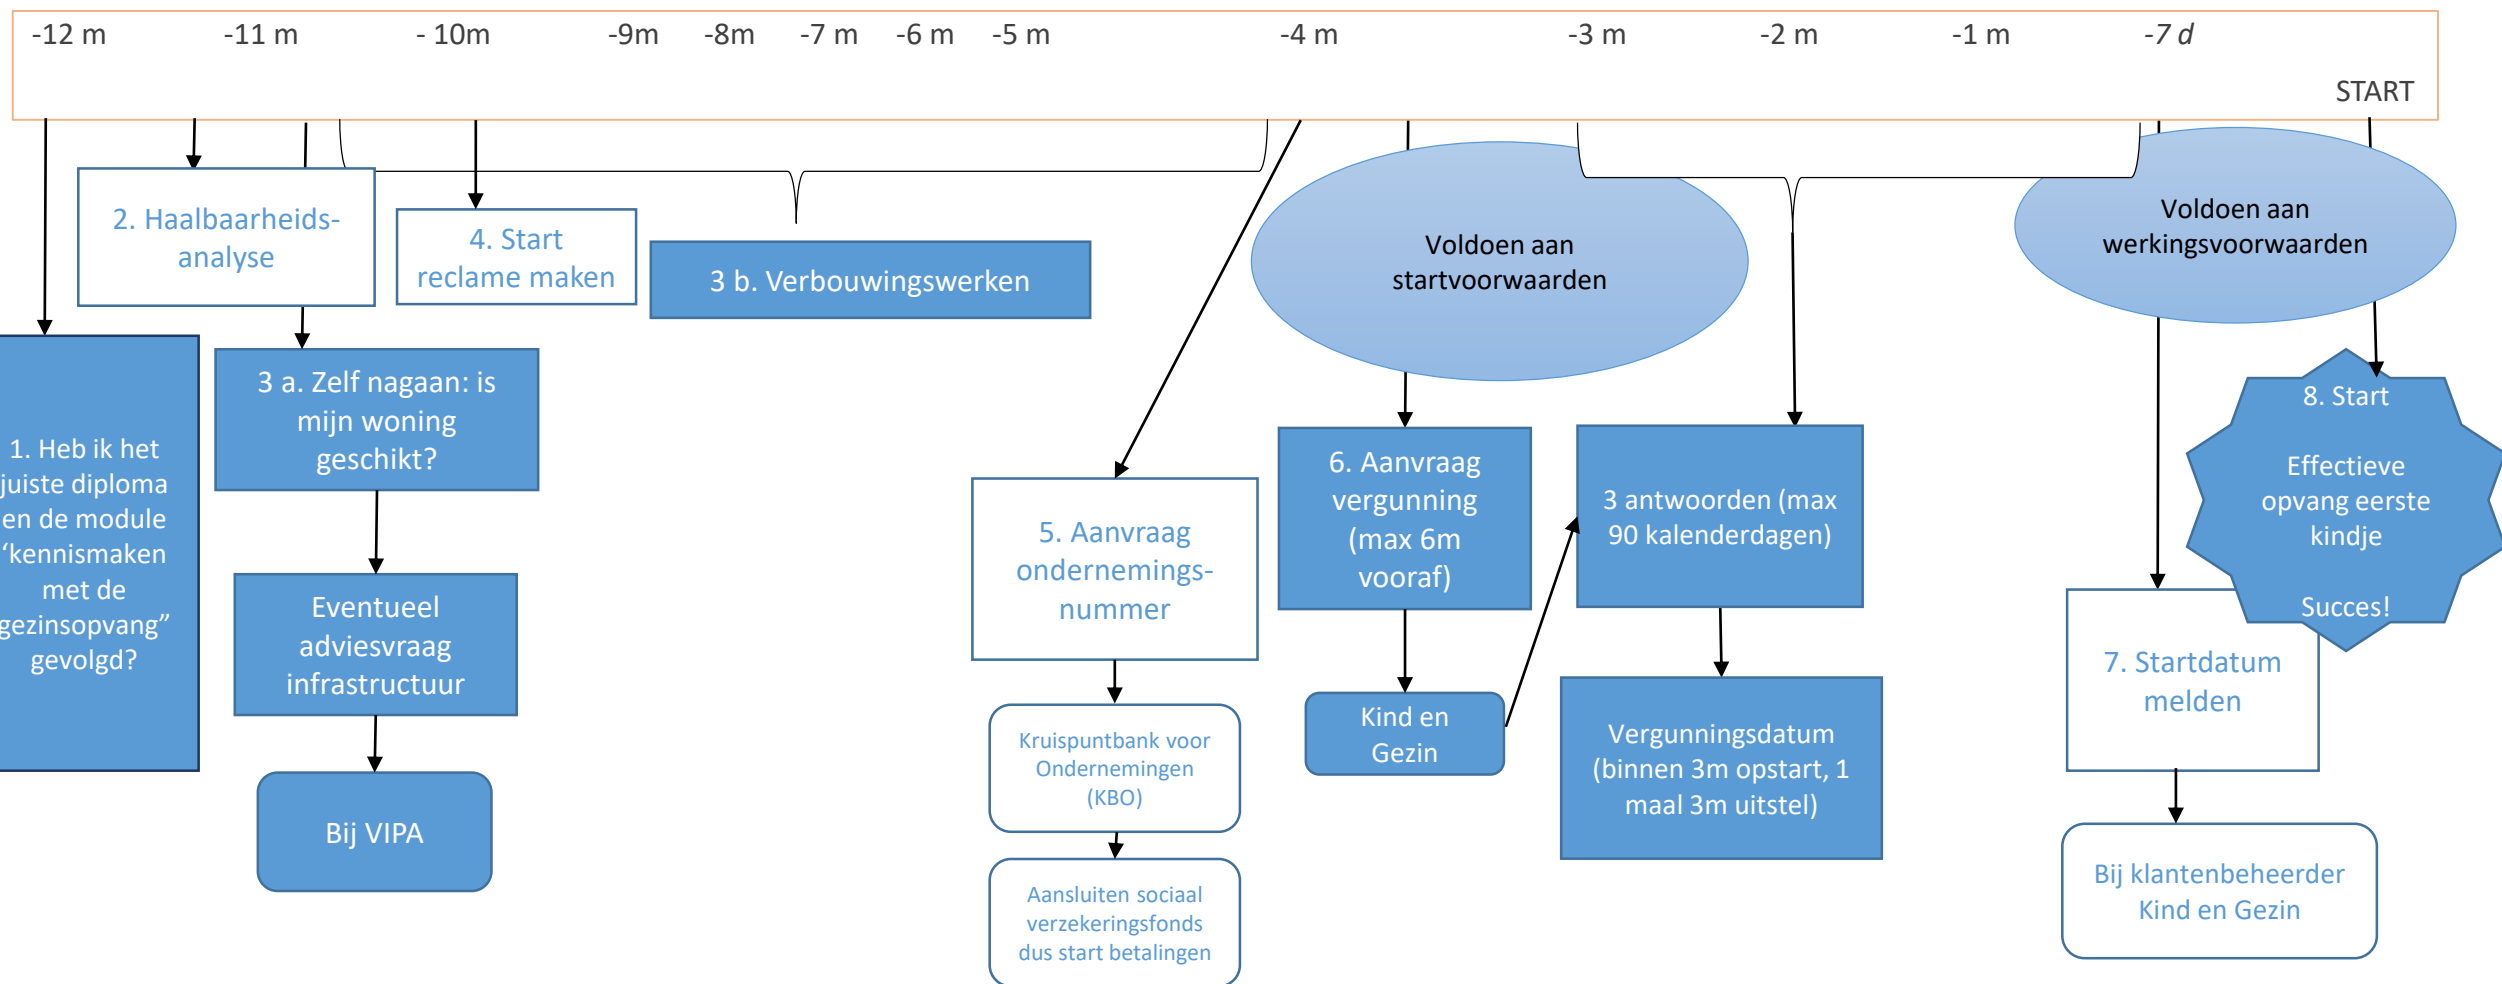 -12 m -11 m - 10m -9m -8m -7 m -6 m -5 m -4 m -3 m -2 m -1 m -7 d
START
1. Heb ik het
juiste diploma
en de module
“kennismaken
met de
gezinsopvang”
gevolgd?
2. Haalbaarheids-
analyse
3 a. Zelf nagaan: is
mijn woning
geschikt?
Eventueel
adviesvraag
infrastructuur
Bij VIPA
4. Start
reclame maken
3 b. Verbouwingswerken
5. Aanvraag
ondernemings-
nummer
Kruispuntbank voor
Ondernemingen
(KBO)
Aansluiten sociaal
verzekeringsfonds
dus start betalingen
Voldoen aan
startvoorwaarden
6. Aanvraag
vergunning
(max 6m
vooraf)
Kind en
Gezin
3 antwoorden (max
90 kalenderdagen)
Vergunningsdatum
(binnen 3m opstart, 1
maal 3m uitstel)
Voldoen aan
werkingsvoorwaarden
7. Startdatum
melden
Bij klantenbeheerder
Kind en Gezin
8. Start
Effectieve
opvang eerste
kindje
Succes!